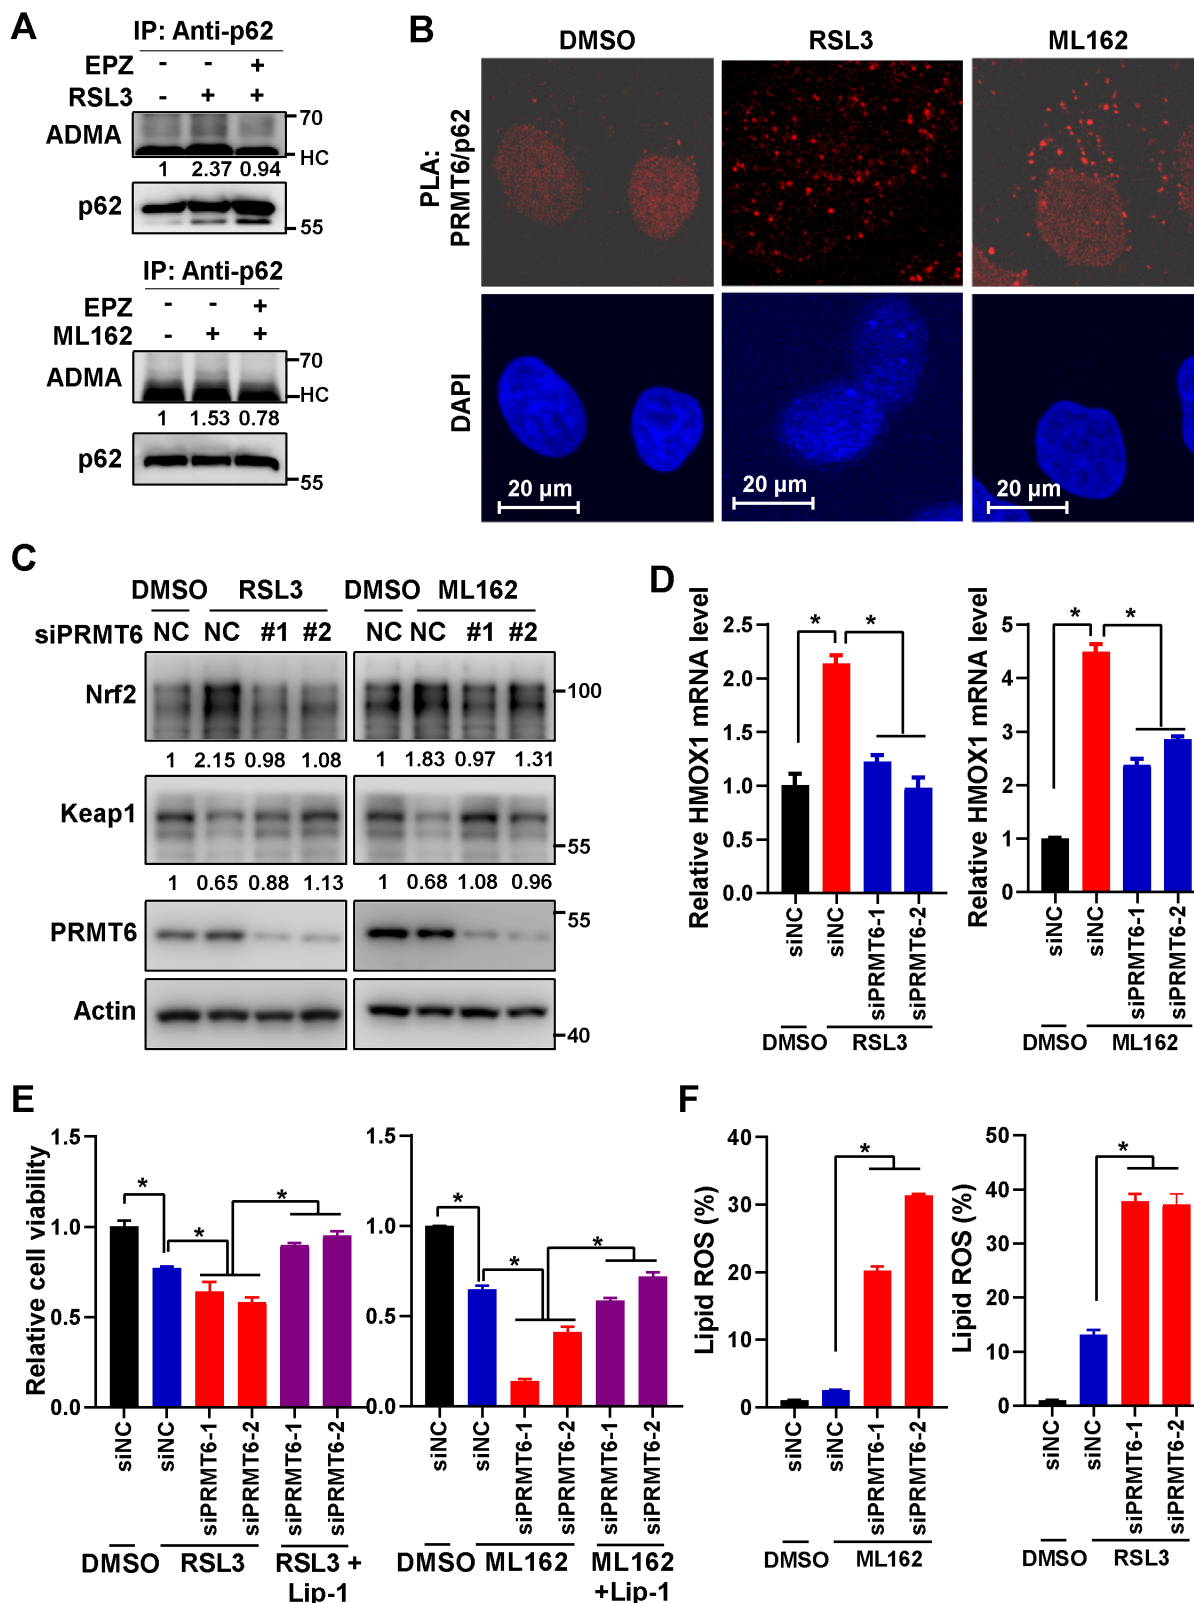 A
IP: Anti-p62
EPZ - - +
RSL3 - + +
ADMA
70
HC
1 2.37 0.94
p62
55
IP: Anti-p62
EPZ - - +
ML162 - + +
ADMA
70
HC
1 1.53 0.78
p62
55
B
DMSO RSL3 ML162
PLA:
PRMT6/p62
DAPI
20 µm 20 µm 20 µm
C
DMSO RSL3 DMSO ML162
siPRMT6 NC NC #1 #2 NC NC #1 #2
Nrf2
100
1 2.15 0.98 1.08 1 1.83 0.97 1.31
Keap1
55
1 0.65 0.88 1.13 1 0.68 1.08 0.96
PRMT6
55
Actin
40
D
Relative HMOX1 mRNA level
2.5
2.0
1.5
1.0
0.5
0.0
* *
siNC siNC siPRMT6-1 siPRMT6-2
DMSO RSL3
Relative HMOX1 mRNA level
5
4
3
2
1
0
* *
siNC siNC siPRMT6-1 siPRMT6-2
DMSO ML162
E
Relative cell viability
1.5
1.0
0.5
0.0
* * *
siNC siNC siPRMT6-1 siPRMT6-2 siPRMT6-1 siPRMT6-2
DMSO RSL3 RSL3 +
Lip-1
1.5
1.0
0.5
0.0
* * *
siNC siNC siPRMT6-1 siPRMT6-2 siPRMT6-1 siPRMT6-2
DMSO ML162 ML162
+Lip-1
F
Lipid ROS (%)
40
30
20
10
0
*
siNC siNC siPRMT6-1 siPRMT6-2
DMSO ML162
Lipid ROS (%)
50
40
30
20
10
0
*
siNC siNC siPRMT6-1 siPRMT6-2
DMSO RSL3